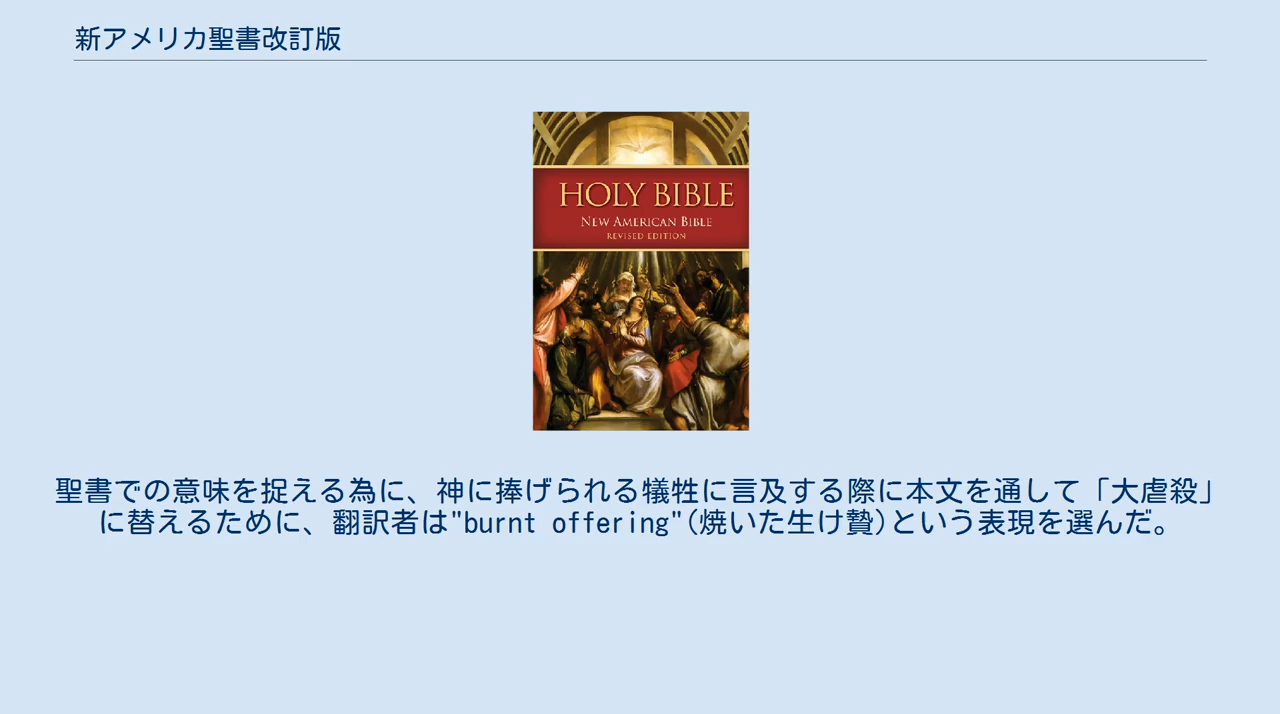 新アメリカ聖書改訂版
HOLY BIBLE
NEW AMERICAN BIBLE
REVISED EDITION
聖書での意味を捉える為に、神に捧げられる犠牲に言及する際に本文を通して「大虐殺」
に替えるために、翻訳者は"burnt offering"(焼いた生け贄)という表現を選んだ。